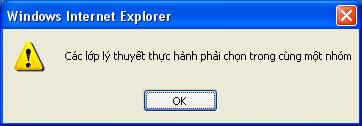 Windows Internet Explorer
Các lớp lý thuyết thực hành phải chọn trong cùng một nhóm
OK